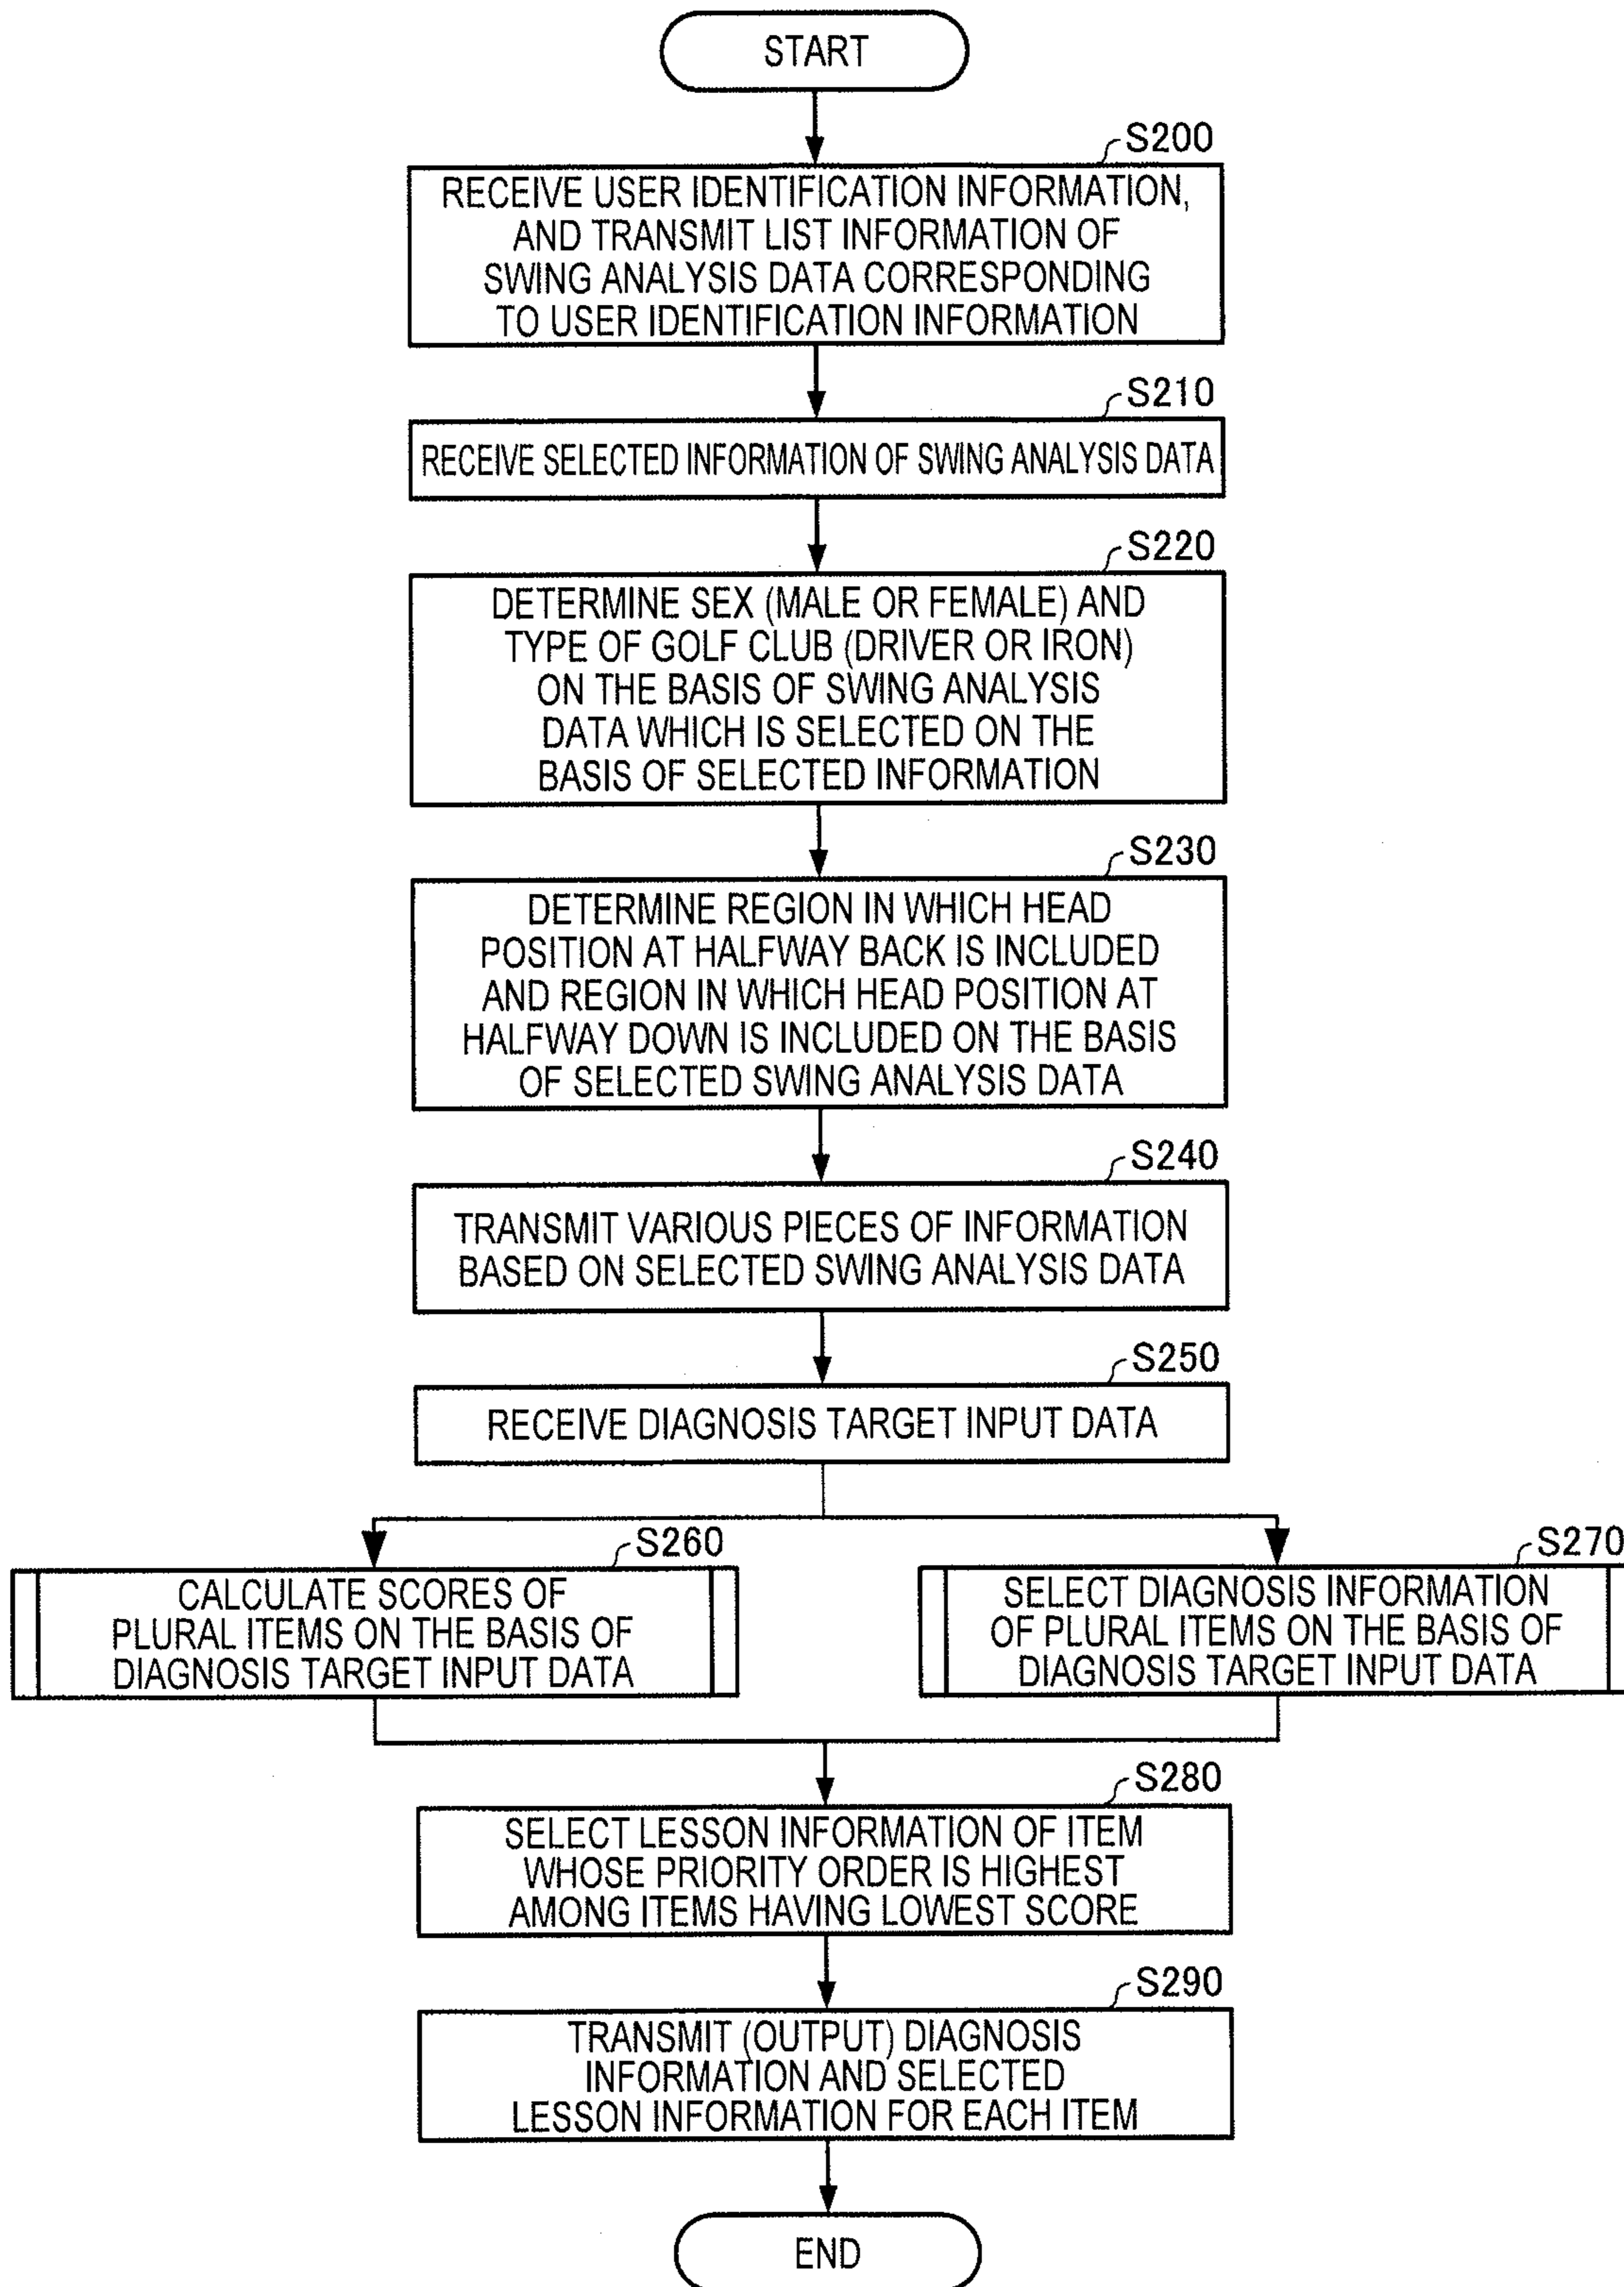 START
S200
RECEIVE USER IDENTIFICATION INFORMATION,
AND TRANSMIT LIST INFORMATION OF
SWING ANALYSIS DATA CORRESPONDING
TO USER IDENTIFICATION INFORMATION
S210
RECEIVE SELECTED INFORMATION OF SWING ANALYSIS DATA
S220
DETERMINE SEX (MALE OR FEMALE) AND
TYPE OF GOLF CLUB (DRIVER OR IRON)
ON THE BASIS OF SWING ANALYSIS
DATA WHICH IS SELECTED ON THE
BASIS OF SELECTED INFORMATION
S230
DETERMINE REGION IN WHICH HEAD
POSITION AT HALFWAY BACK IS INCLUDED
AND REGION IN WHICH HEAD POSITION AT
HALFWAY DOWN IS INCLUDED ON THE BASIS
OF SELECTED SWING ANALYSIS DATA
S240
TRANSMIT VARIOUS PIECES OF INFORMATION
BASED ON SELECTED SWING ANALYSIS DATA
S250
RECEIVE DIAGNOSIS TARGET INPUT DATA
S260
CALCULATE SCORES OF
PLURAL ITEMS ON THE BASIS OF
DIAGNOSIS TARGET INPUT DATA
S270
SELECT DIAGNOSIS INFORMATION
OF PLURAL ITEMS ON THE BASIS OF
DIAGNOSIS TARGET INPUT DATA
S280
SELECT LESSON INFORMATION OF ITEM
WHOSE PRIORITY ORDER IS HIGHEST
AMONG ITEMS HAVING LOWEST SCORE
S290
TRANSMIT (OUTPUT) DIAGNOSIS
INFORMATION AND SELECTED
LESSON INFORMATION FOR EACH ITEM
END